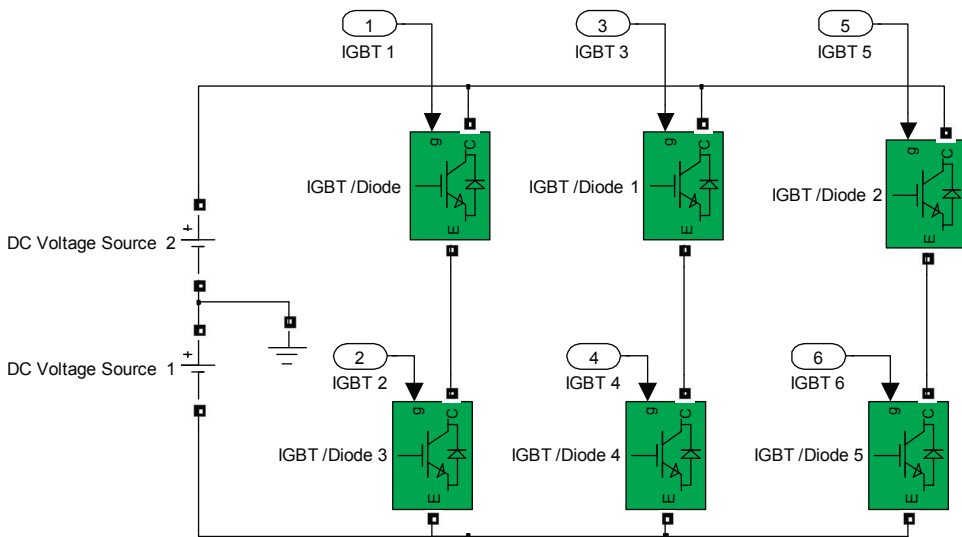 1
IGBT 1
3
IGBT 3
5
IGBT 5
g
C
IGBT /Diode
E
g
C
IGBT /Diode 1
E
g
C
IGBT /Diode 2
E
+
DC Voltage Source 2
+
DC Voltage Source 1
2
IGBT 2
4
IGBT 4
6
IGBT 6
g
C
IGBT /Diode 3
E
g
C
IGBT /Diode 4
E
g
C
IGBT /Diode 5
E